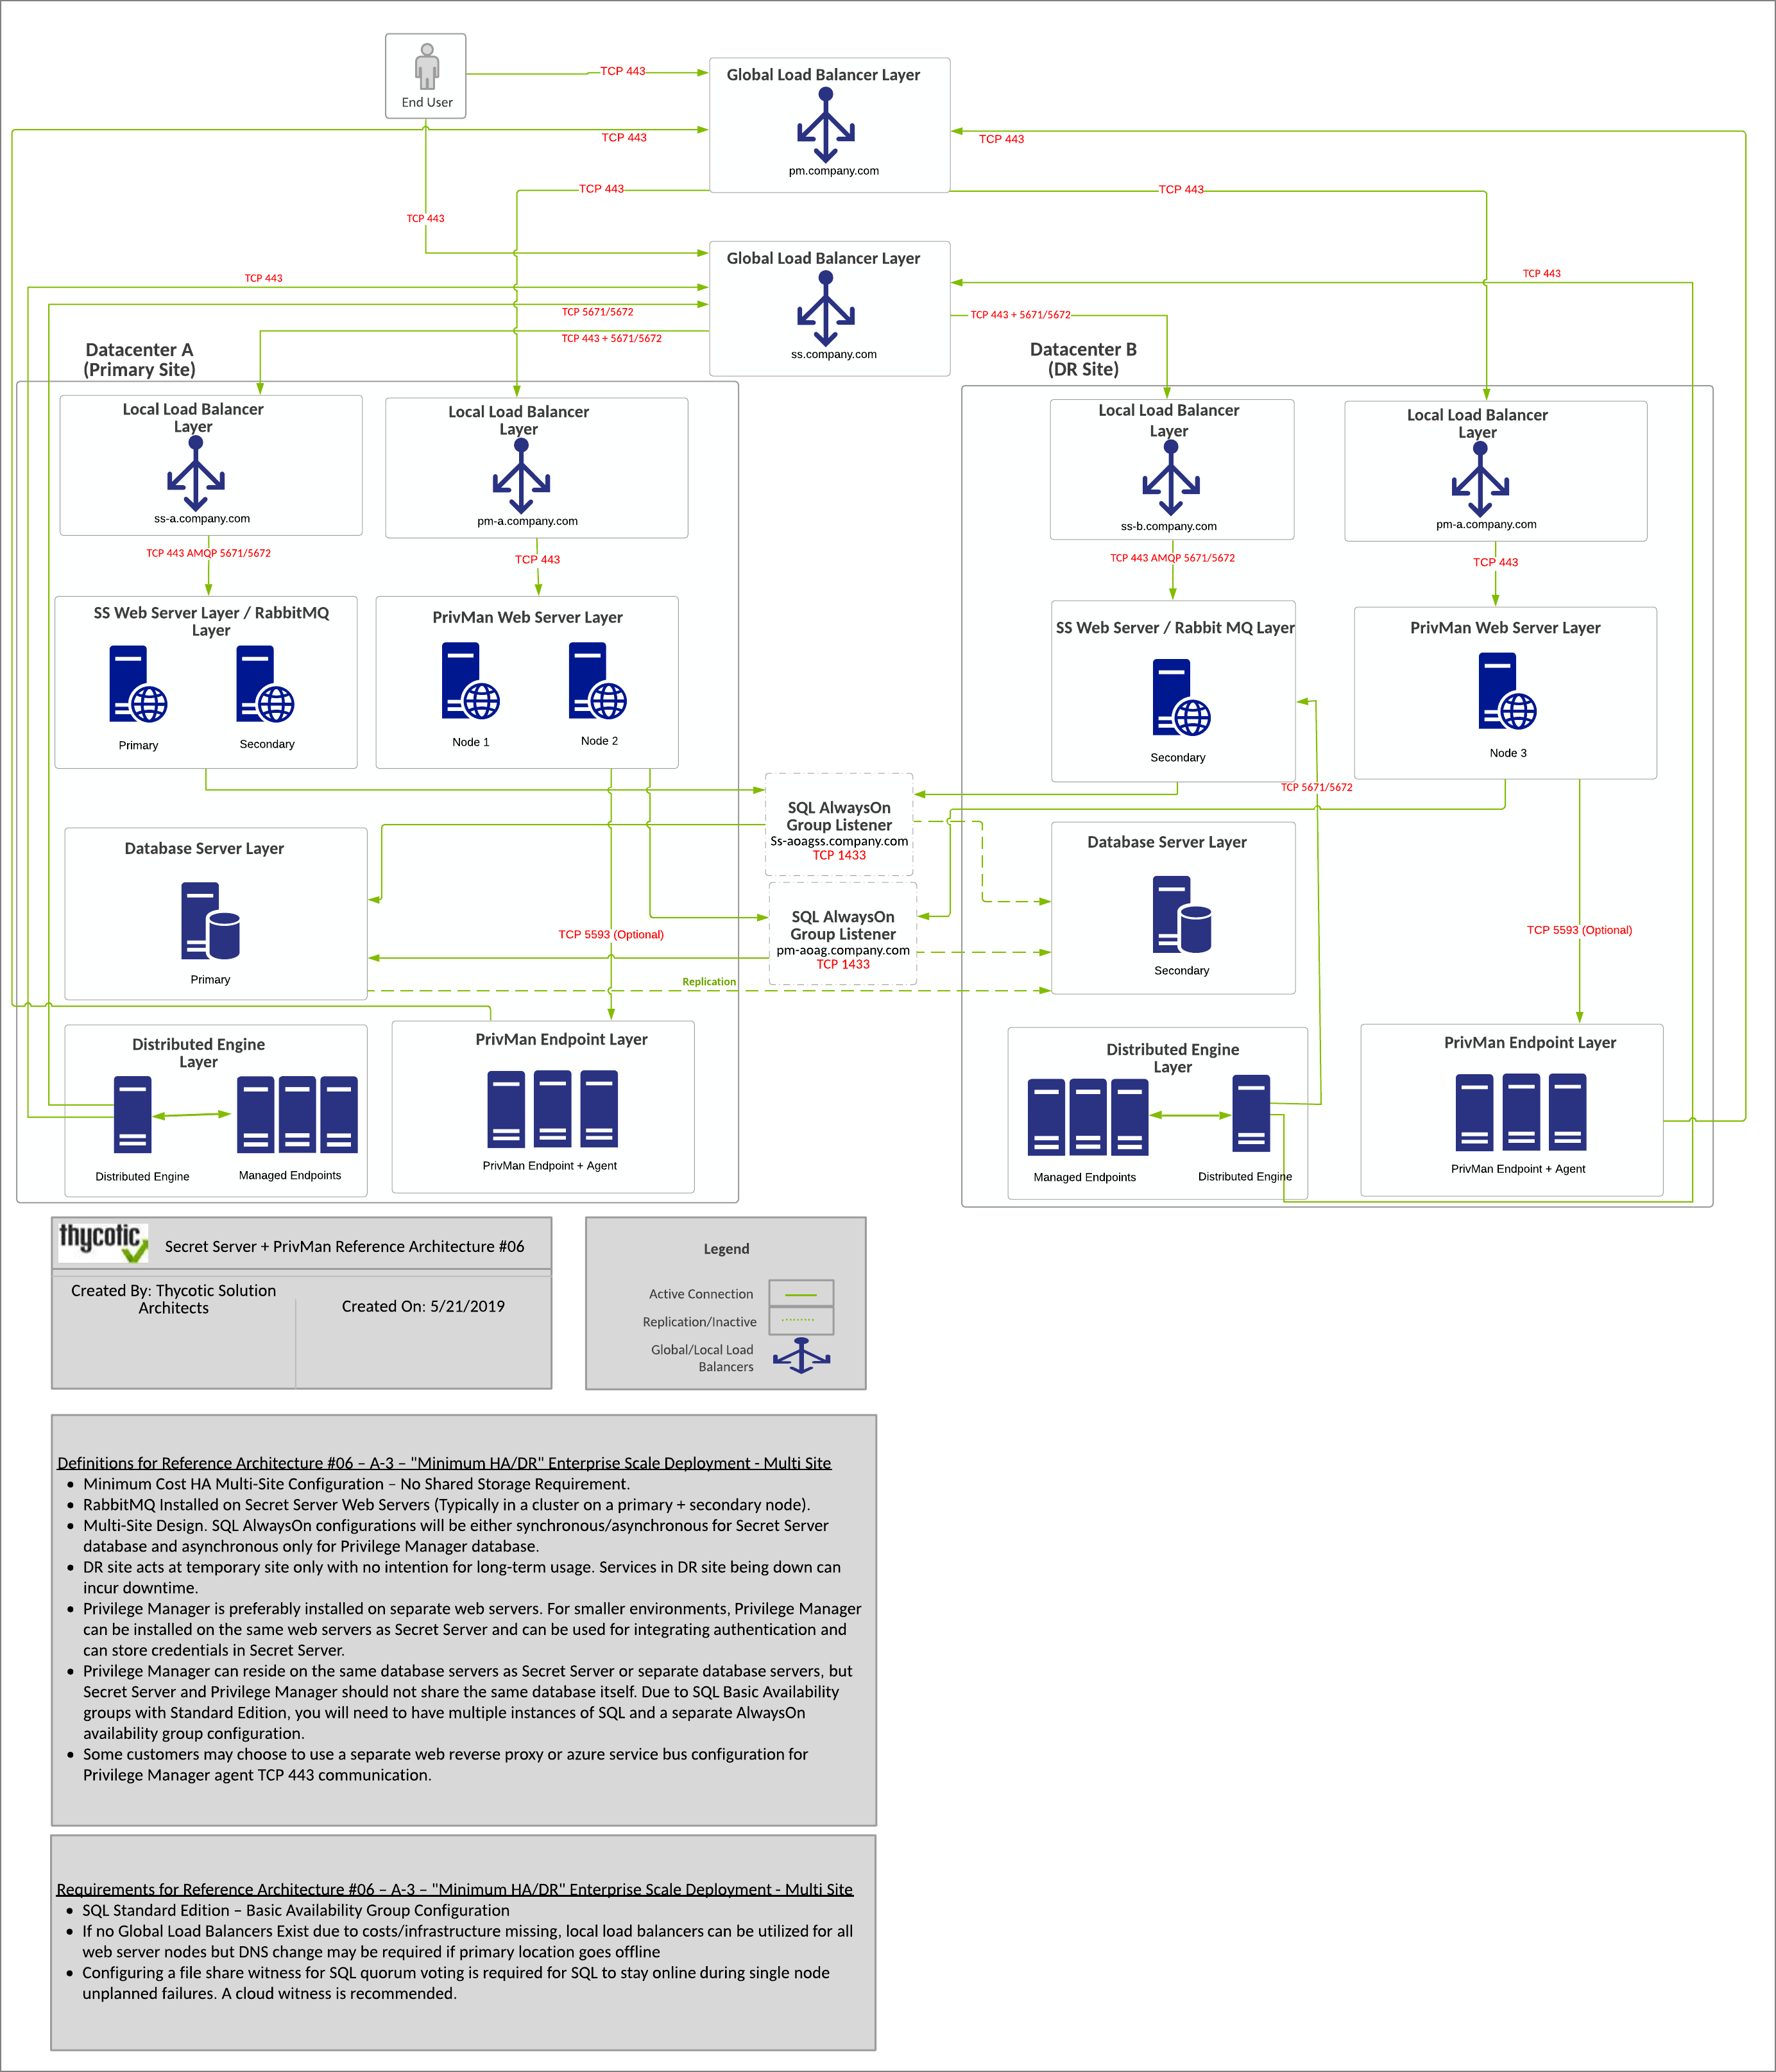 End User
TCP 443
Global Load Balancer Layer
pm.company.com
TCP 443
TCP 443
TCP 443
TCP 443
TCP 443
Global Load Balancer Layer
ss.company.com
TCP 443
TCP 443
TCP 5671/5672
TCP 443 + 5671/5672
TCP 443 + 5671/5672
Datacenter A
(Primary Site)
Datacenter B
(DR Site)
Local Load Balancer
Layer
ss-a.company.com
Local Load Balancer
Layer
pm-a.company.com
Local Load Balancer
Layer
ss-b.company.com
Local Load Balancer
Layer
pm-a.company.com
TCP 443 AMQP 5671/5672
TCP 443
TCP 443 AMQP 5671/5672
TCP 443
SS Web Server Layer / RabbitMQ
Layer
Primary
Secondary
PrivMan Web Server Layer
Node 1
Node 2
SS Web Server / Rabbit MQ Layer
Secondary
PrivMan Web Server Layer
Node 3
TCP 5671/5672
SQL AlwaysOn
Group Listener
Ss-aoagss.company.com
TCP 1433
SQL AlwaysOn
Group Listener
pm-aoag.company.com
TCP 1433
Database Server Layer
Primary
Database Server Layer
Secondary
TCP 5593 (Optional)
TCP 5593 (Optional)
Replication
Distributed Engine
Layer
Distributed Engine
Managed Endpoints
PrivMan Endpoint Layer
PrivMan Endpoint + Agent
Distributed Engine
Layer
Managed Endpoints
Distributed Engine
PrivMan Endpoint Layer
PrivMan Endpoint + Agent
thycotic
Secret Server + PrivMan Reference Architecture #06
Created By: Thycotic Solution
Architects
Created On: 5/21/2019
Legend
Active Connection
Replication/Inactive
Global/Local Load
Balancers
Definitions for Reference Architecture #06 – A-3 – "Minimum HA/DR" Enterprise Scale Deployment - Multi Site
• Minimum Cost HA Multi-Site Configuration – No Shared Storage Requirement.
• RabbitMQ Installed on Secret Server Web Servers (Typically in a cluster on a primary + secondary node).
• Multi-Site Design. SQL AlwaysOn configurations will be either synchronous/asynchronous for Secret Server
database and asynchronous only for Privilege Manager database.
• DR site acts at temporary site only with no intention for long-term usage. Services in DR site being down can
incur downtime.
• Privilege Manager is preferably installed on separate web servers. For smaller environments, Privilege Manager
can be installed on the same web servers as Secret Server and can be used for integrating authentication and
can store credentials in Secret Server.
• Privilege Manager can reside on the same database servers as Secret Server or separate database servers, but
Secret Server and Privilege Manager should not share the same database itself. Due to SQL Basic Availability
groups with Standard Edition, you will need to have multiple instances of SQL and a separate AlwaysOn
availability group configuration.
• Some customers may choose to use a separate web reverse proxy or azure service bus configuration for
Privilege Manager agent TCP 443 communication.
Requirements for Reference Architecture #06 – A-3 – "Minimum HA/DR" Enterprise Scale Deployment - Multi Site
• SQL Standard Edition – Basic Availability Group Configuration
• If no Global Load Balancers Exist due to costs/infrastructure missing, local load balancers can be utilized for all
web server nodes but DNS change may be required if primary location goes offline
• Configuring a file share witness for SQL quorum voting is required for SQL to stay online during single node
unplanned failures. A cloud witness is recommended.